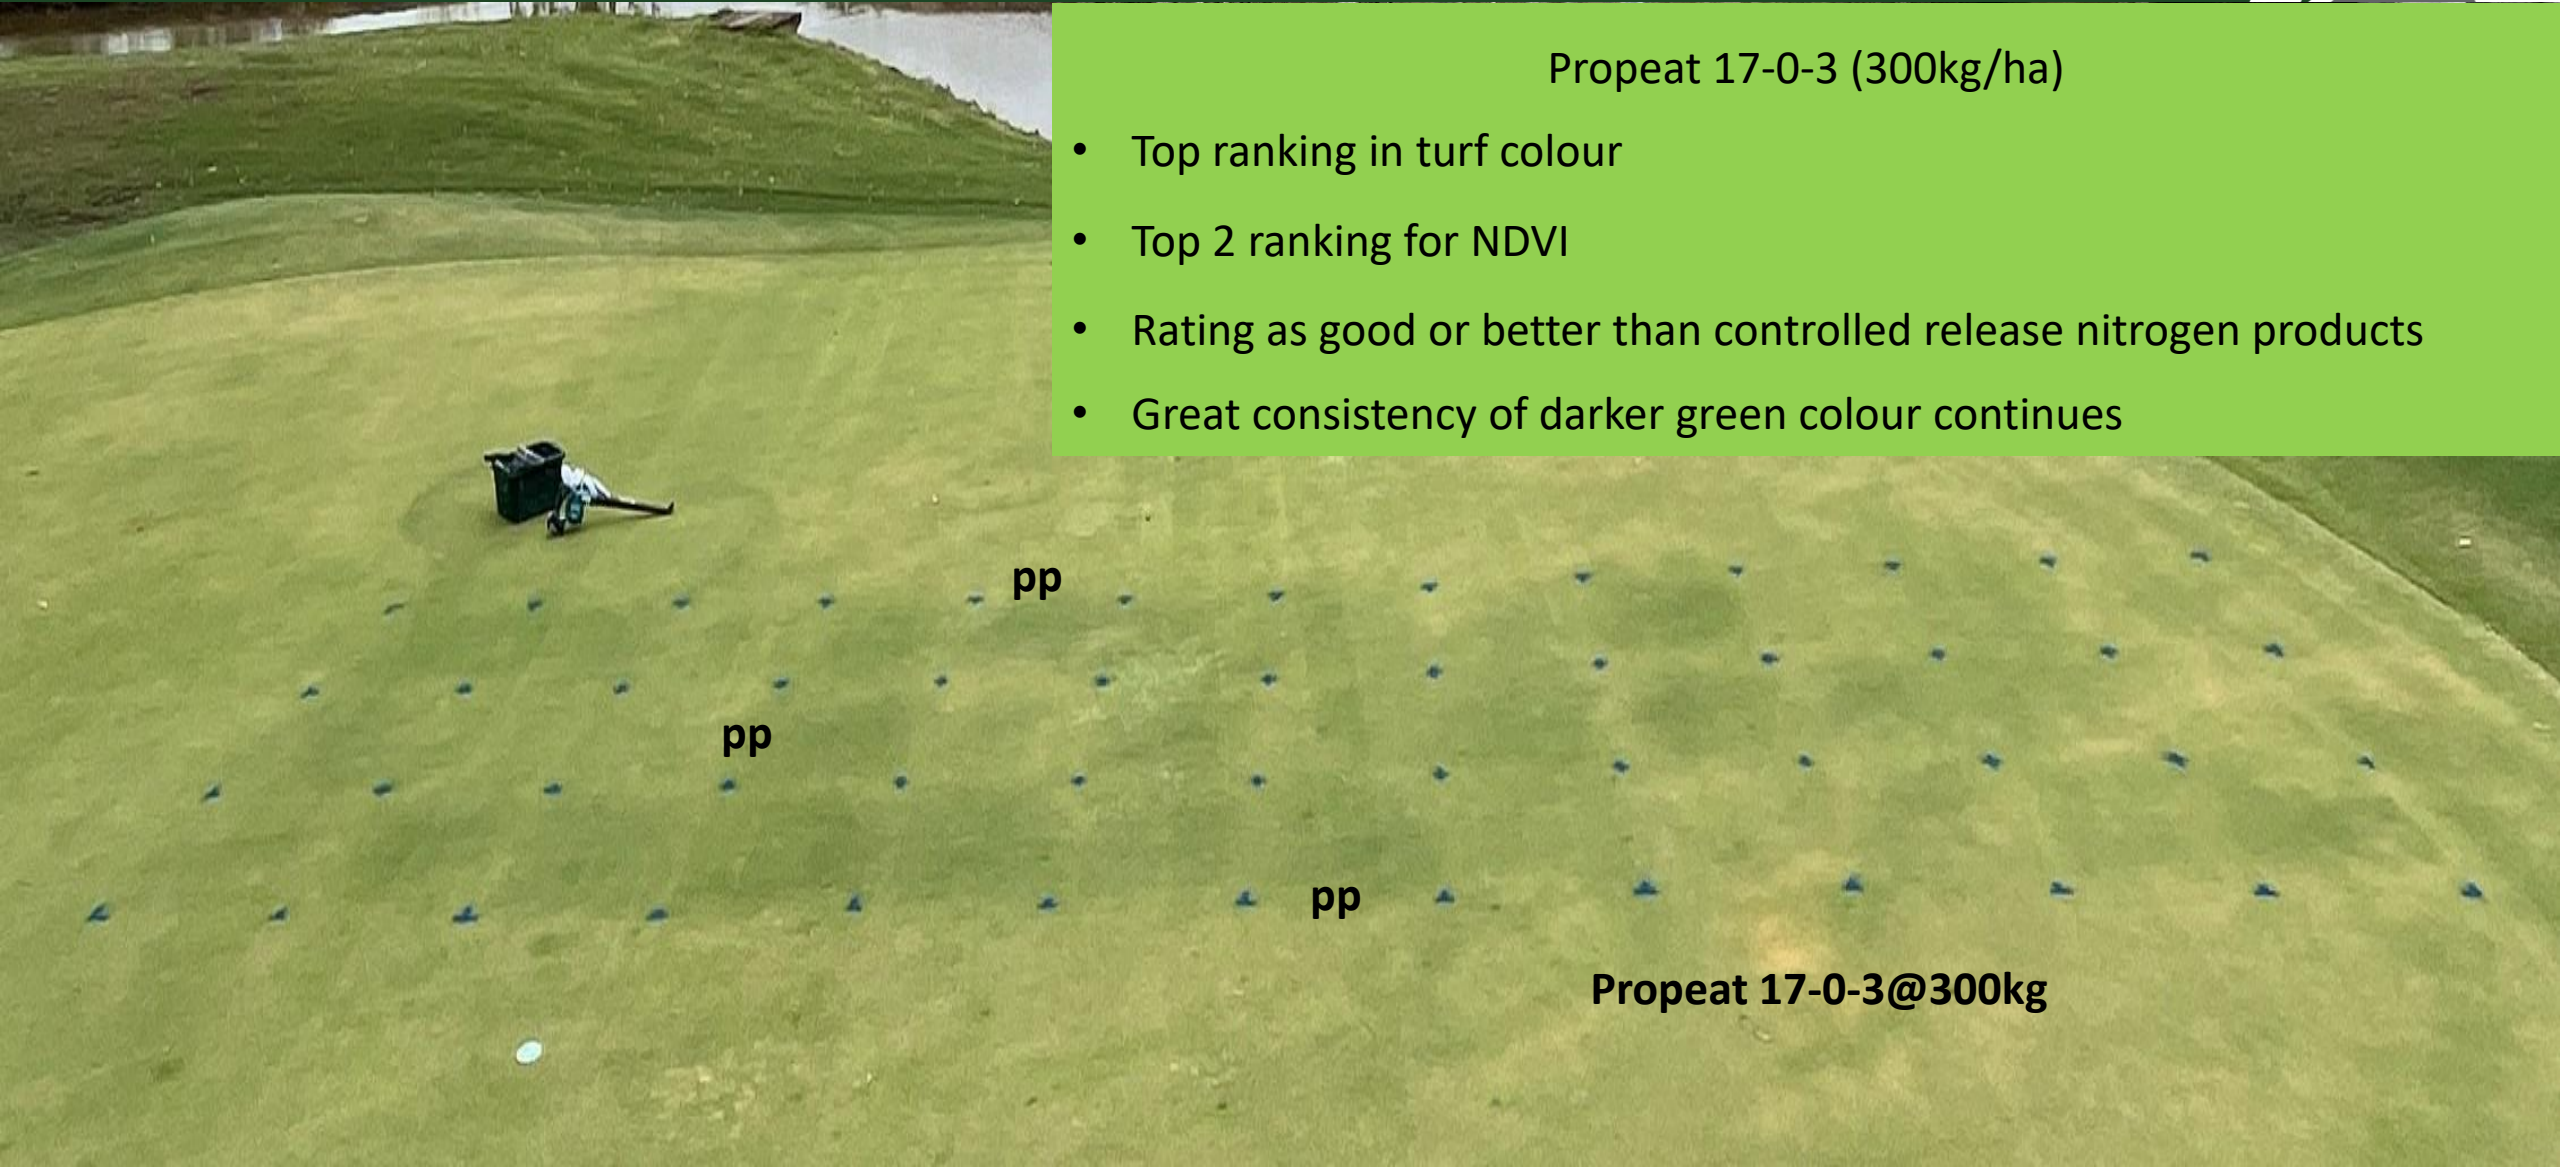 Propeat 17-0-3 (300kg/ha)
• Top ranking in turf colour
• Top 2 ranking for NDVI
• Rating as good or better than controlled release nitrogen products
• Great consistency of darker green colour continues
pp
pp
pp
Propeat 17-0-3@300kg